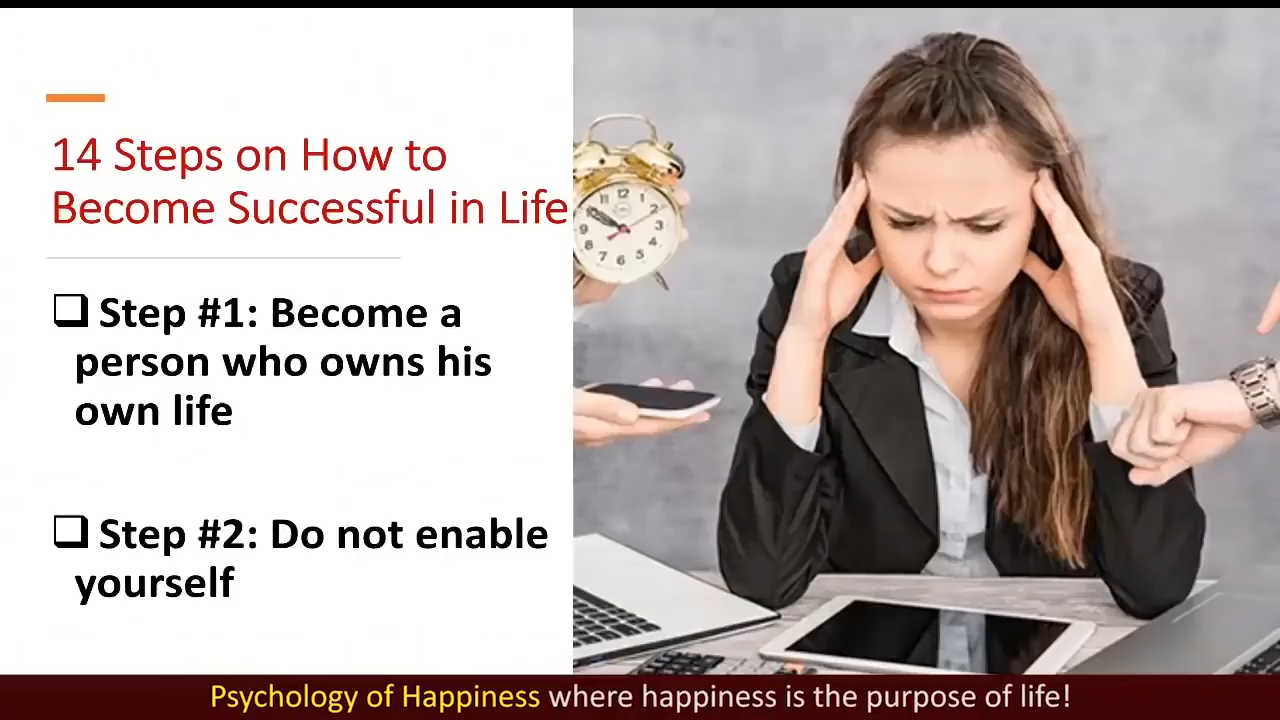 14 Steps on How to
Become Successful in Life
❑ Step #1: Become a
person who owns his
own life
❑ Step #2: Do not enable
yourself
Psychology of Happiness where happiness is the purpose of life!